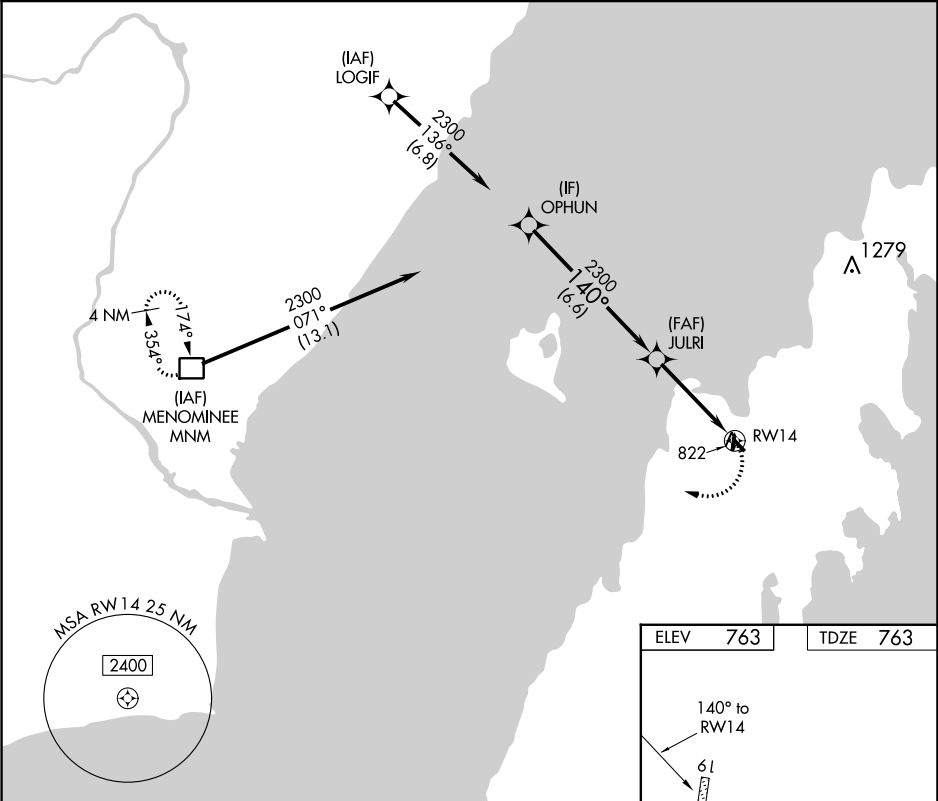 (IAF)
LOGIF
2300
136°
(6.8)
(IF)
OPHUN
2300
140°
(6.6)
1279
(FAF)
JULRI
2300
071°
(13.1)
4 NM
174°
354°
(IAF)
MENOMINEE
MNM
822
RW14
MSA RW14 25 NM
2400
ELEV 763
TDZE 763
140° to
RW14
19